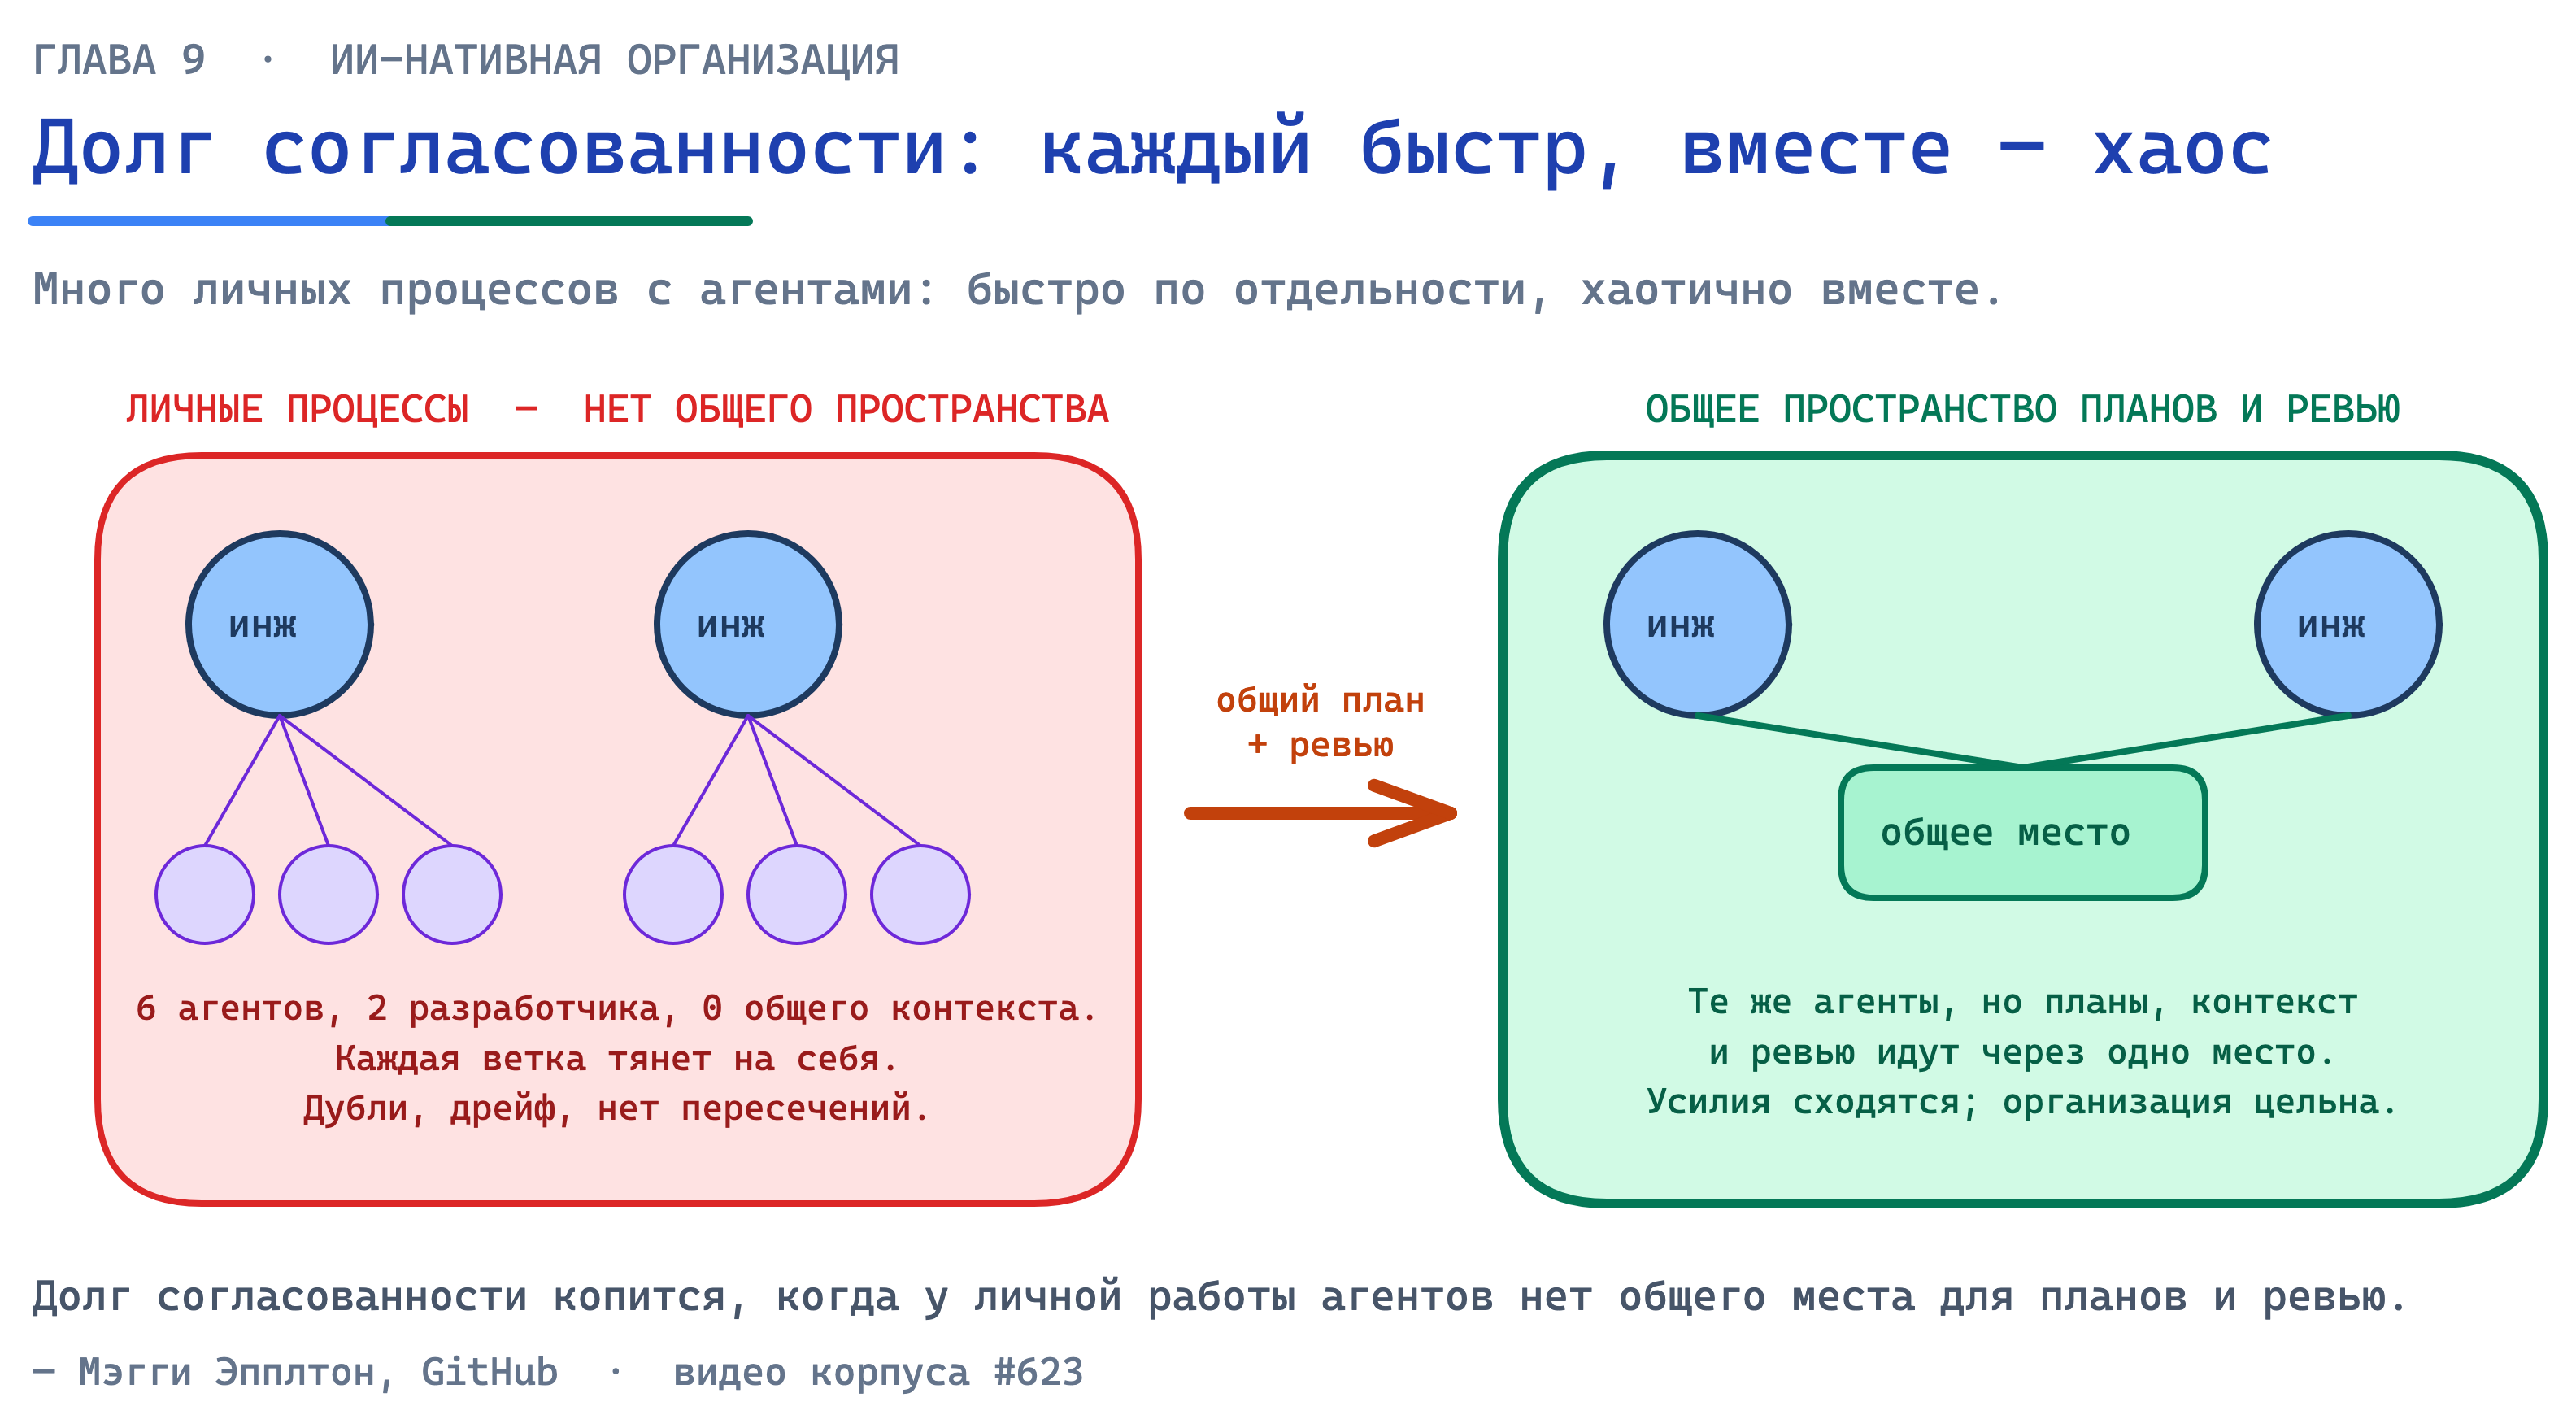 ГЛАВА 9 · ИИ-НАТИВНАЯ ОРГАНИЗАЦИЯ
Долг согласованности: каждый быстр, вместе — хаос
Много личных процессов с агентами: быстро по отдельности, хаотично вместе.
ЛИЧНЫЕ ПРОЦЕССЫ — НЕТ ОБЩЕГО ПРОСТРАНСТВА
инж
инж
6 агентов, 2 разработчика, 0 общего контекста.
Каждая ветка тянет на себя.
Дубли, дрейф, нет пересечений.
общий план
+ ревью
ОБЩЕЕ ПРОСТРАНСТВО ПЛАНОВ И РЕВЬЮ
инж
инж
общее место
Те же агенты, но планы, контекст
и ревью идут через одно место.
Усилия сходятся; организация цельна.
Долг согласованности копится, когда у личной работы агентов нет общего места для планов и ревью.
— Мэгги Эпплтон, GitHub · видео корпуса #623